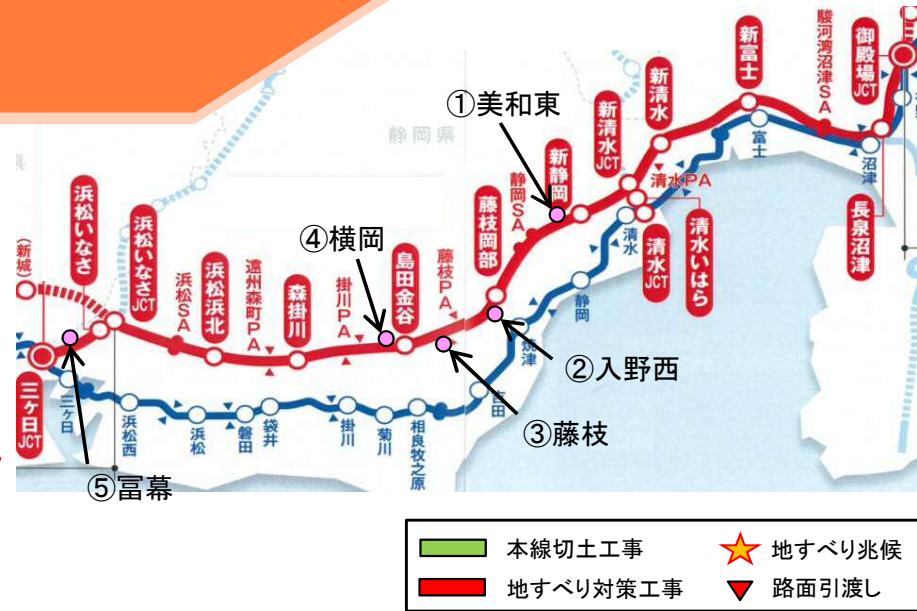 ①美和東
②入野西
③藤枝
④横岡
⑤冨幕
静岡県
県
(新城)
三ヶ日JCT
浜松いなさ
浜松いなさJCT
浜松SA
浜松浜北
遠州森町PA
森掛川
掛川PA
島田金谷
藤枝PA
藤枝岡部
静岡SA
新静岡
新清水JCT
新清水
清水PA
清水いはら
清水JCT
新富士
駿河湾沼津SA
長泉沼津
御殿場JCT
三ケ日
浜松西
浜松
磐田
袋井
掛川
菊川
相良牧之原
吉田
焼津
静岡
清水
富士
沼津
本線切土工事
地すべり兆候
地すべり対策工事
路面引渡し